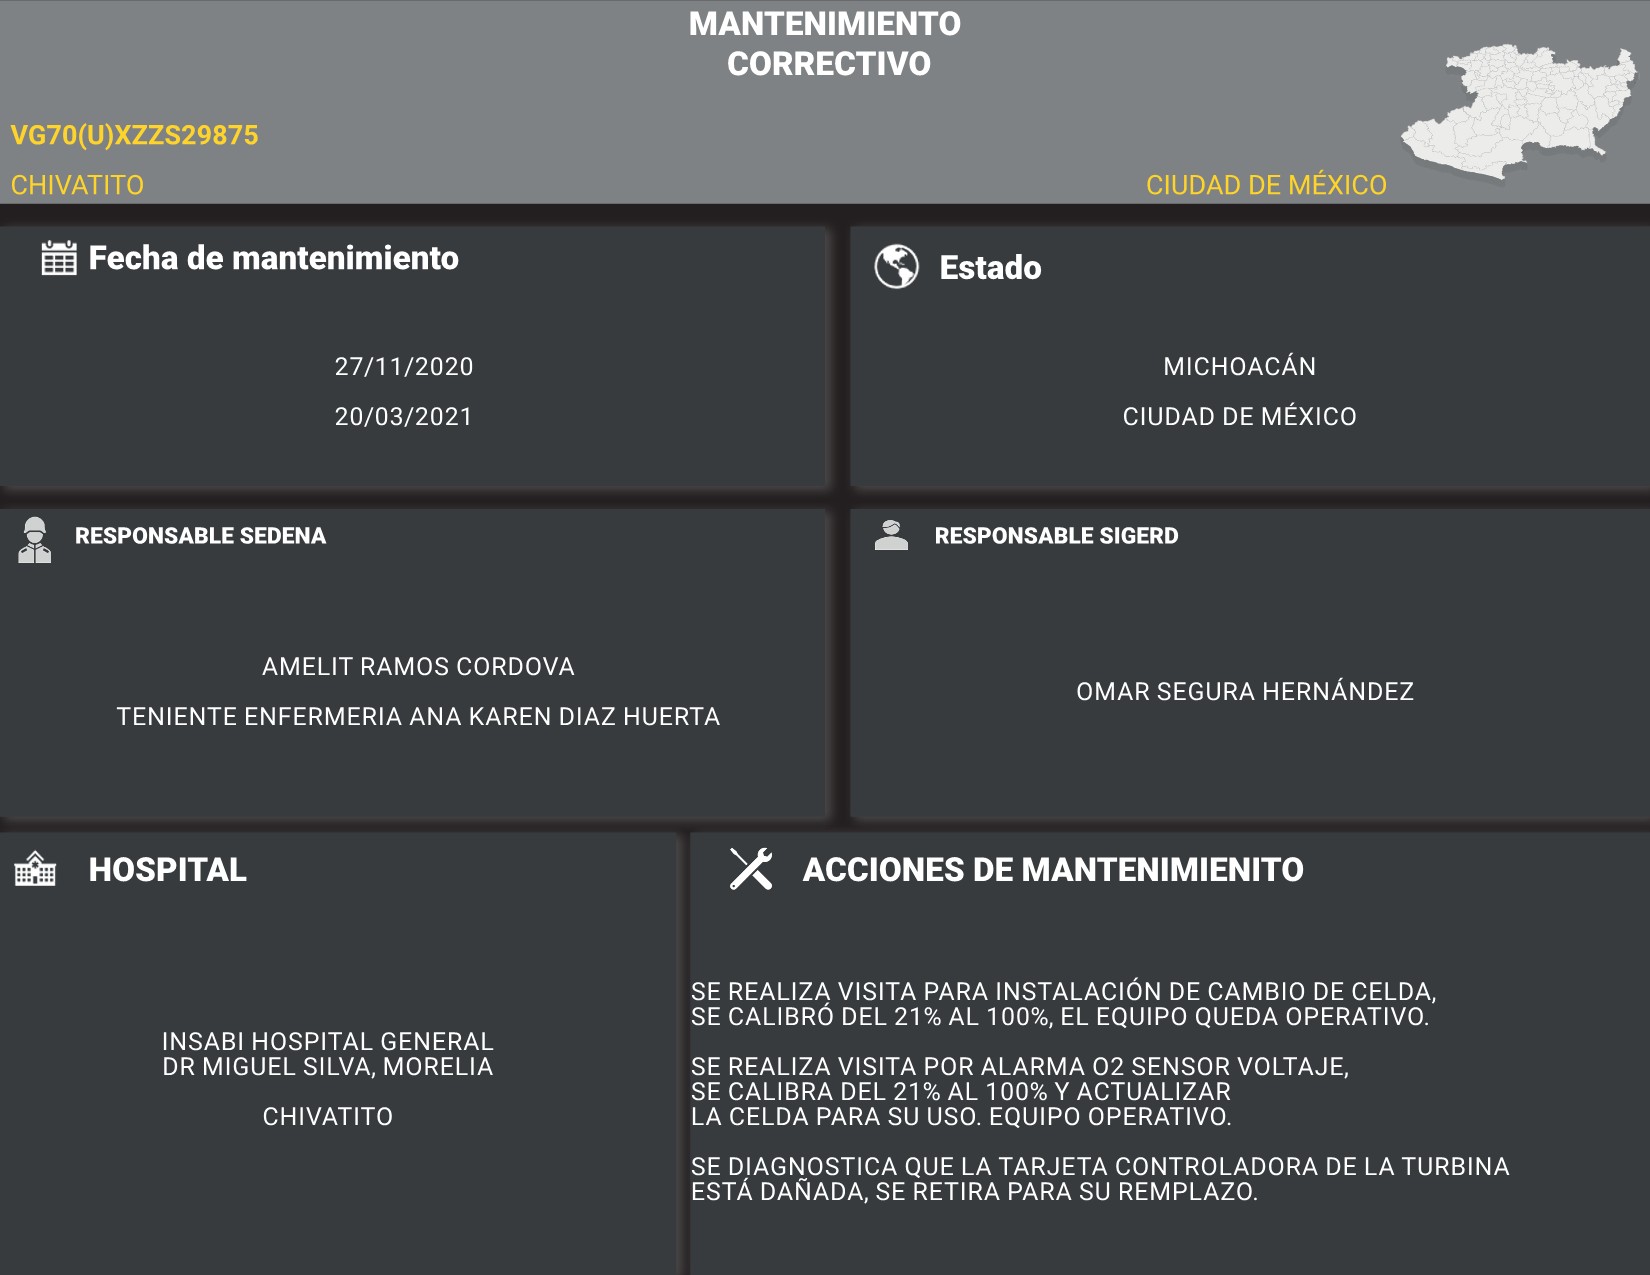 MANTENIMIENTO
CORRECTIVO
VG70(U)XZZS29875
CHIVATITO
CIUDAD DE MÉXICO
Fecha de mantenimiento
27/11/2020
20/03/2021
Estado
MICHOACÁN
CIUDAD DE MÉXICO
RESPONSABLE SEDENA
AMELIT RAMOS CORDOVA
TENIENTE ENFERMERIA ANA KAREN DIAZ HUERTA
RESPONSABLE SIGERD
OMAR SEGURA HERNÁNDEZ
HOSPITAL
INSABI HOSPITAL GENERAL
DR MIGUEL SILVA, MORELIA
CHIVATITO
ACCIONES DE MANTENIMIENITO
SE REALIZA VISITA PARA INSTALACIÓN DE CAMBIO DE CELDA,
SE CALIBRÓ DEL 21% AL 100%, EL EQUIPO QUEDA OPERATIVO.
SE REALIZA VISITA POR ALARMA O2 SENSOR VOLTAJE,
SE CALIBRA DEL 21% AL 100% Y ACTUALIZAR
LA CELDA PARA SU USO. EQUIPO OPERATIVO.
SE DIAGNOSTICA QUE LA TARJETA CONTROLADORA DE LA TURBINA
ESTÁ DAÑADA, SE RETIRA PARA SU REMPLAZO.